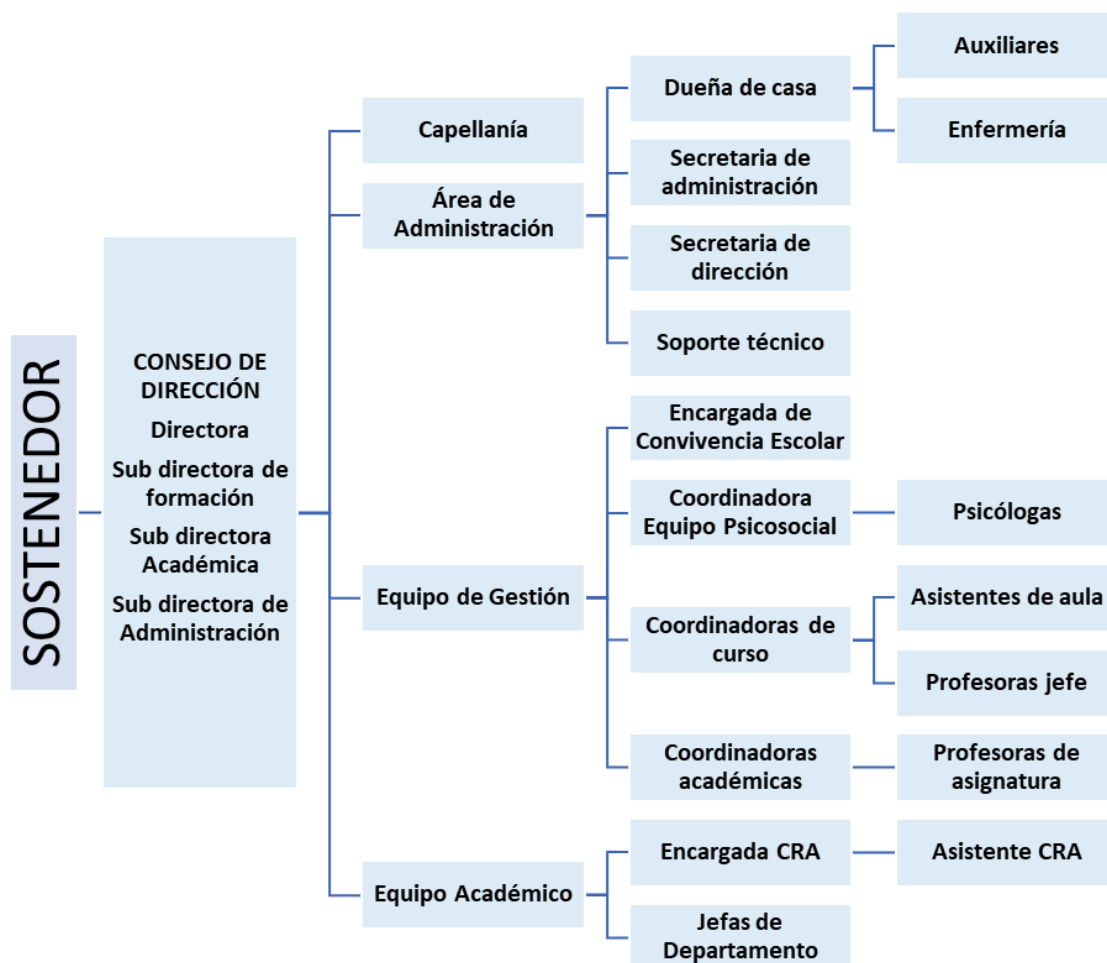 SOSTENEDOR
CONSEJO DE
DIRECCIÓN
Directora
Sub directora de
formación
Sub directora
Académica
Sub directora de
Administración
Capellanía
Área de
Administración
Dueña de casa
Auxiliares
Enfermería
Secretaria de
administración
Secretaria de
dirección
Soporte técnico
Equipo de Gestión
Encargada de
Convivencia Escolar
Coordinadora
Equipo Psicosocial
Psicólogas
Coordinadoras de
curso
Asistentes de aula
Profesoras jefe
Coordinadoras
académicas
Profesoras de
asignatura
Equipo Académico
Encargada CRA
Asistente CRA
Jefas de
Departamento